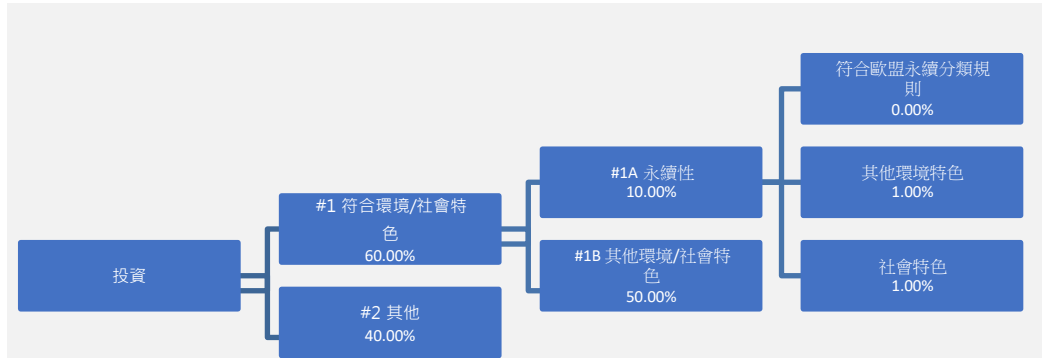 投資
#1 符合環境/社會特
色
60.00%
#2 其他
40.00%
#1A 永續性
10.00%
#1B 其他環境/社會特
色
50.00%
符合歐盟永續分類規
則
0.00%
其他環境特色
1.00%
社會特色
1.00%